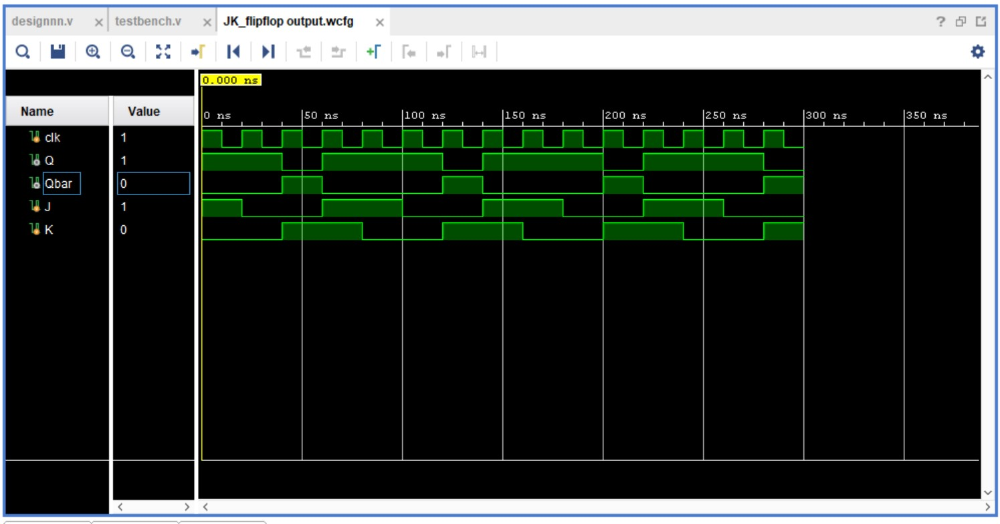 designnn.v × testbench.v × JK_flipflop output.wcfg × ?
0.000 ns
Name Value
0 ns 50 ns 100 ns 150 ns 200 ns 250 ns 300 ns 350 ns
clk 1
Q 1
Qbar 0
J 1
K 0